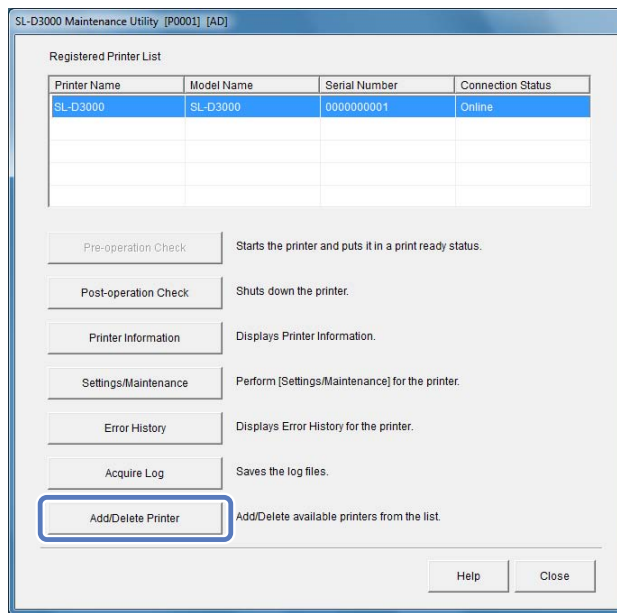 SL-D3000 Maintenance Utility [P0001] [AD]
Registered Printer List
Printer Name Model Name Serial Number Connection Status
SL-D3000 SL-D3000 0000000001 Online
Pre-operation Check Starts the printer and puts it in a print ready status.
Post-operation Check Shuts down the printer.
Printer Information Displays Printer Information.
Settings/Maintenance Perform [Settings/Maintenance] for the printer.
Error History Displays Error History for the printer.
Acquire Log Saves the log files.
Add/Delete Printer Add/Delete available printers from the list.
Help Close